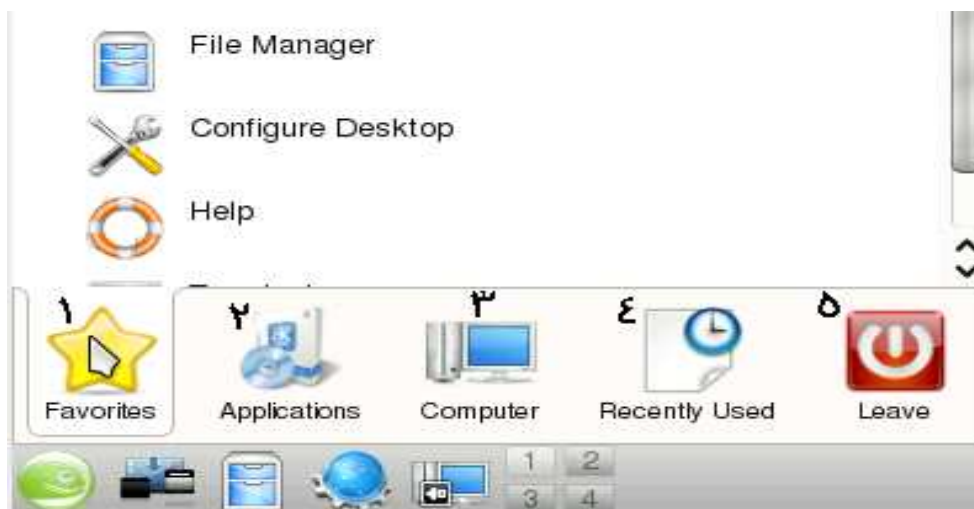 File Manager
Configure Desktop
Help
١ ٢ ٣ ٤ ٥
Favorites Applications Computer Recently Used Leave
1 2
3 4